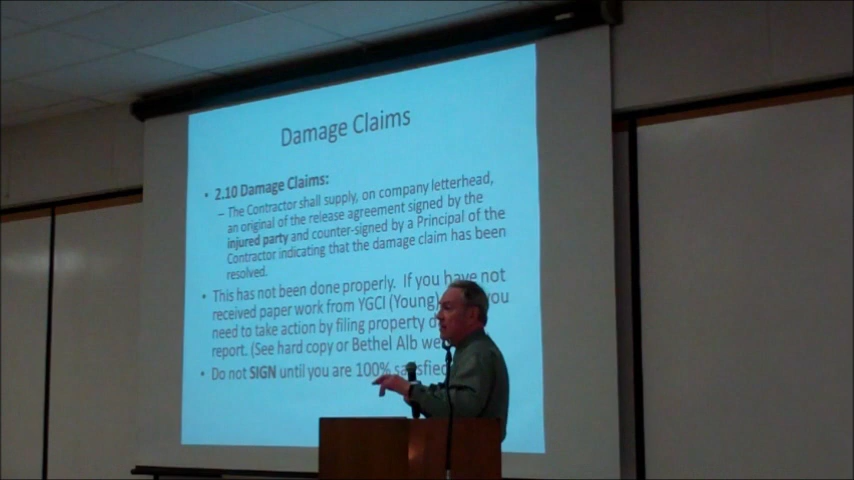 Damage Claims
• 2.10 Damage Claims:
– The Contractor shall supply, on company letterhead,
an original of the release agreement signed by the
injured party and counter-signed by a Principal of the
Contractor indicating that the damage claim has been
resolved.
• This has not been done properly. If you have not
received paper work from YGCI (Young), you
need to take action by filing property
report. (See hard copy or Bethel Alb
• Do not SIGN until you are 100% satisfied